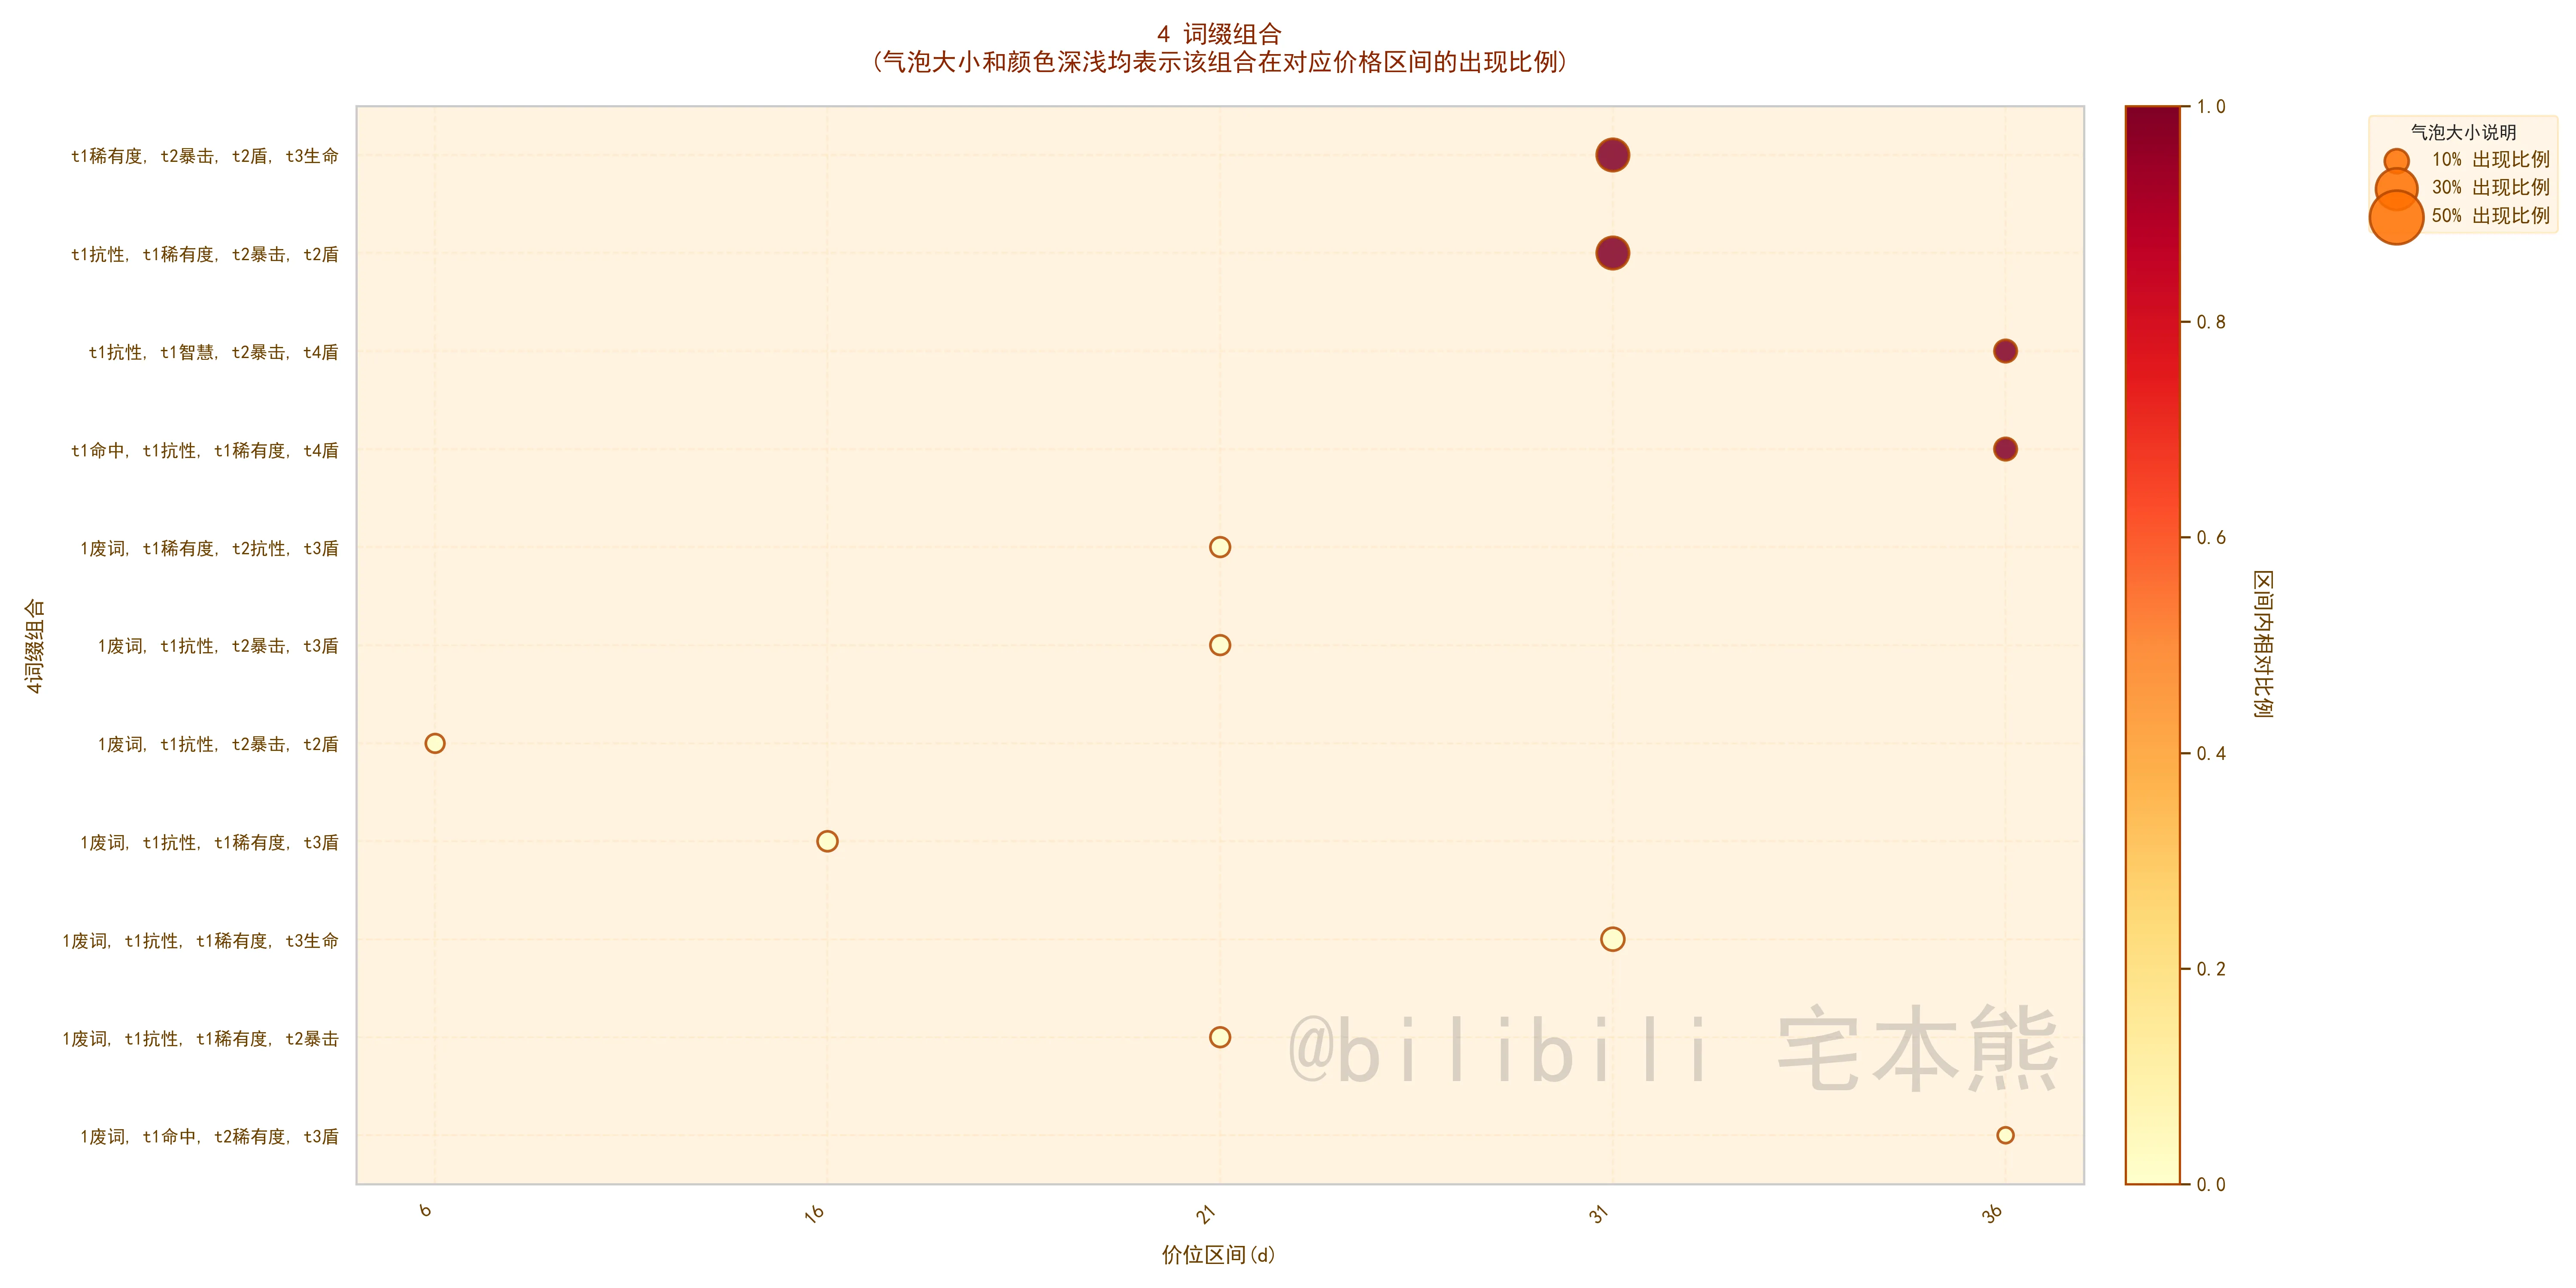 4 词缀组合
(气泡大小和颜色深浅均表示该组合在对应价格区间的出现比例)
t1稀有度, t2暴击, t2盾, t3生命
t1抗性, t1稀有度, t2暴击, t2盾
t1抗性, t1智慧, t2暴击, t4盾
t1命中, t1抗性, t1稀有度, t4盾
1废词, t1稀有度, t2抗性, t3盾
1废词, t1抗性, t2暴击, t3盾
1废词, t1抗性, t2暴击, t2盾
1废词, t1抗性, t1稀有度, t3盾
1废词, t1抗性, t1稀有度, t3生命
1废词, t1抗性, t1稀有度, t2暴击
1废词, t1命中, t2稀有度, t3盾
4词缀组合
6
16
21
31
36
价位区间(d)
@bilibili 宅本熊
1.0
0.8
0.6
0.4
0.2
0.0
区间内相对比例
气泡大小说明
10% 出现比例
30% 出现比例
50% 出现比例